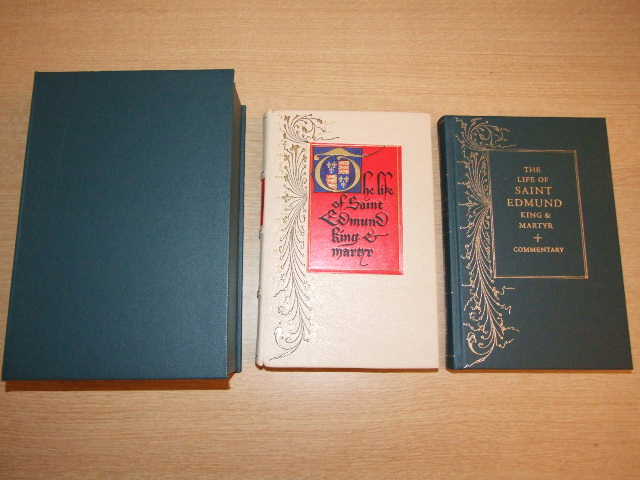 The life
of Saint
Edmund
King &
martyr
THE
LIFE OF
SAINT
EDMUND
KING &
MARTYR
+
COMMENTARY